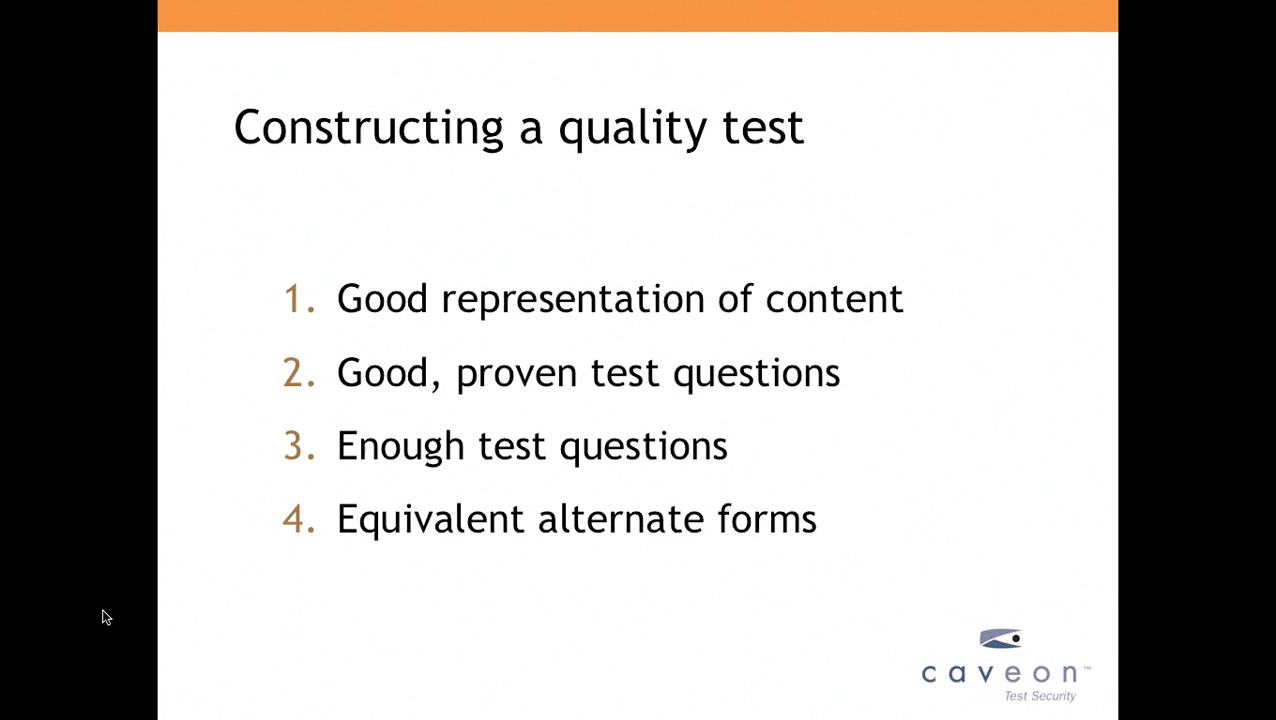 Constructing a quality test
1. Good representation of content
2. Good, proven test questions
3. Enough test questions
4. Equivalent alternate forms
caveon™
Test Security